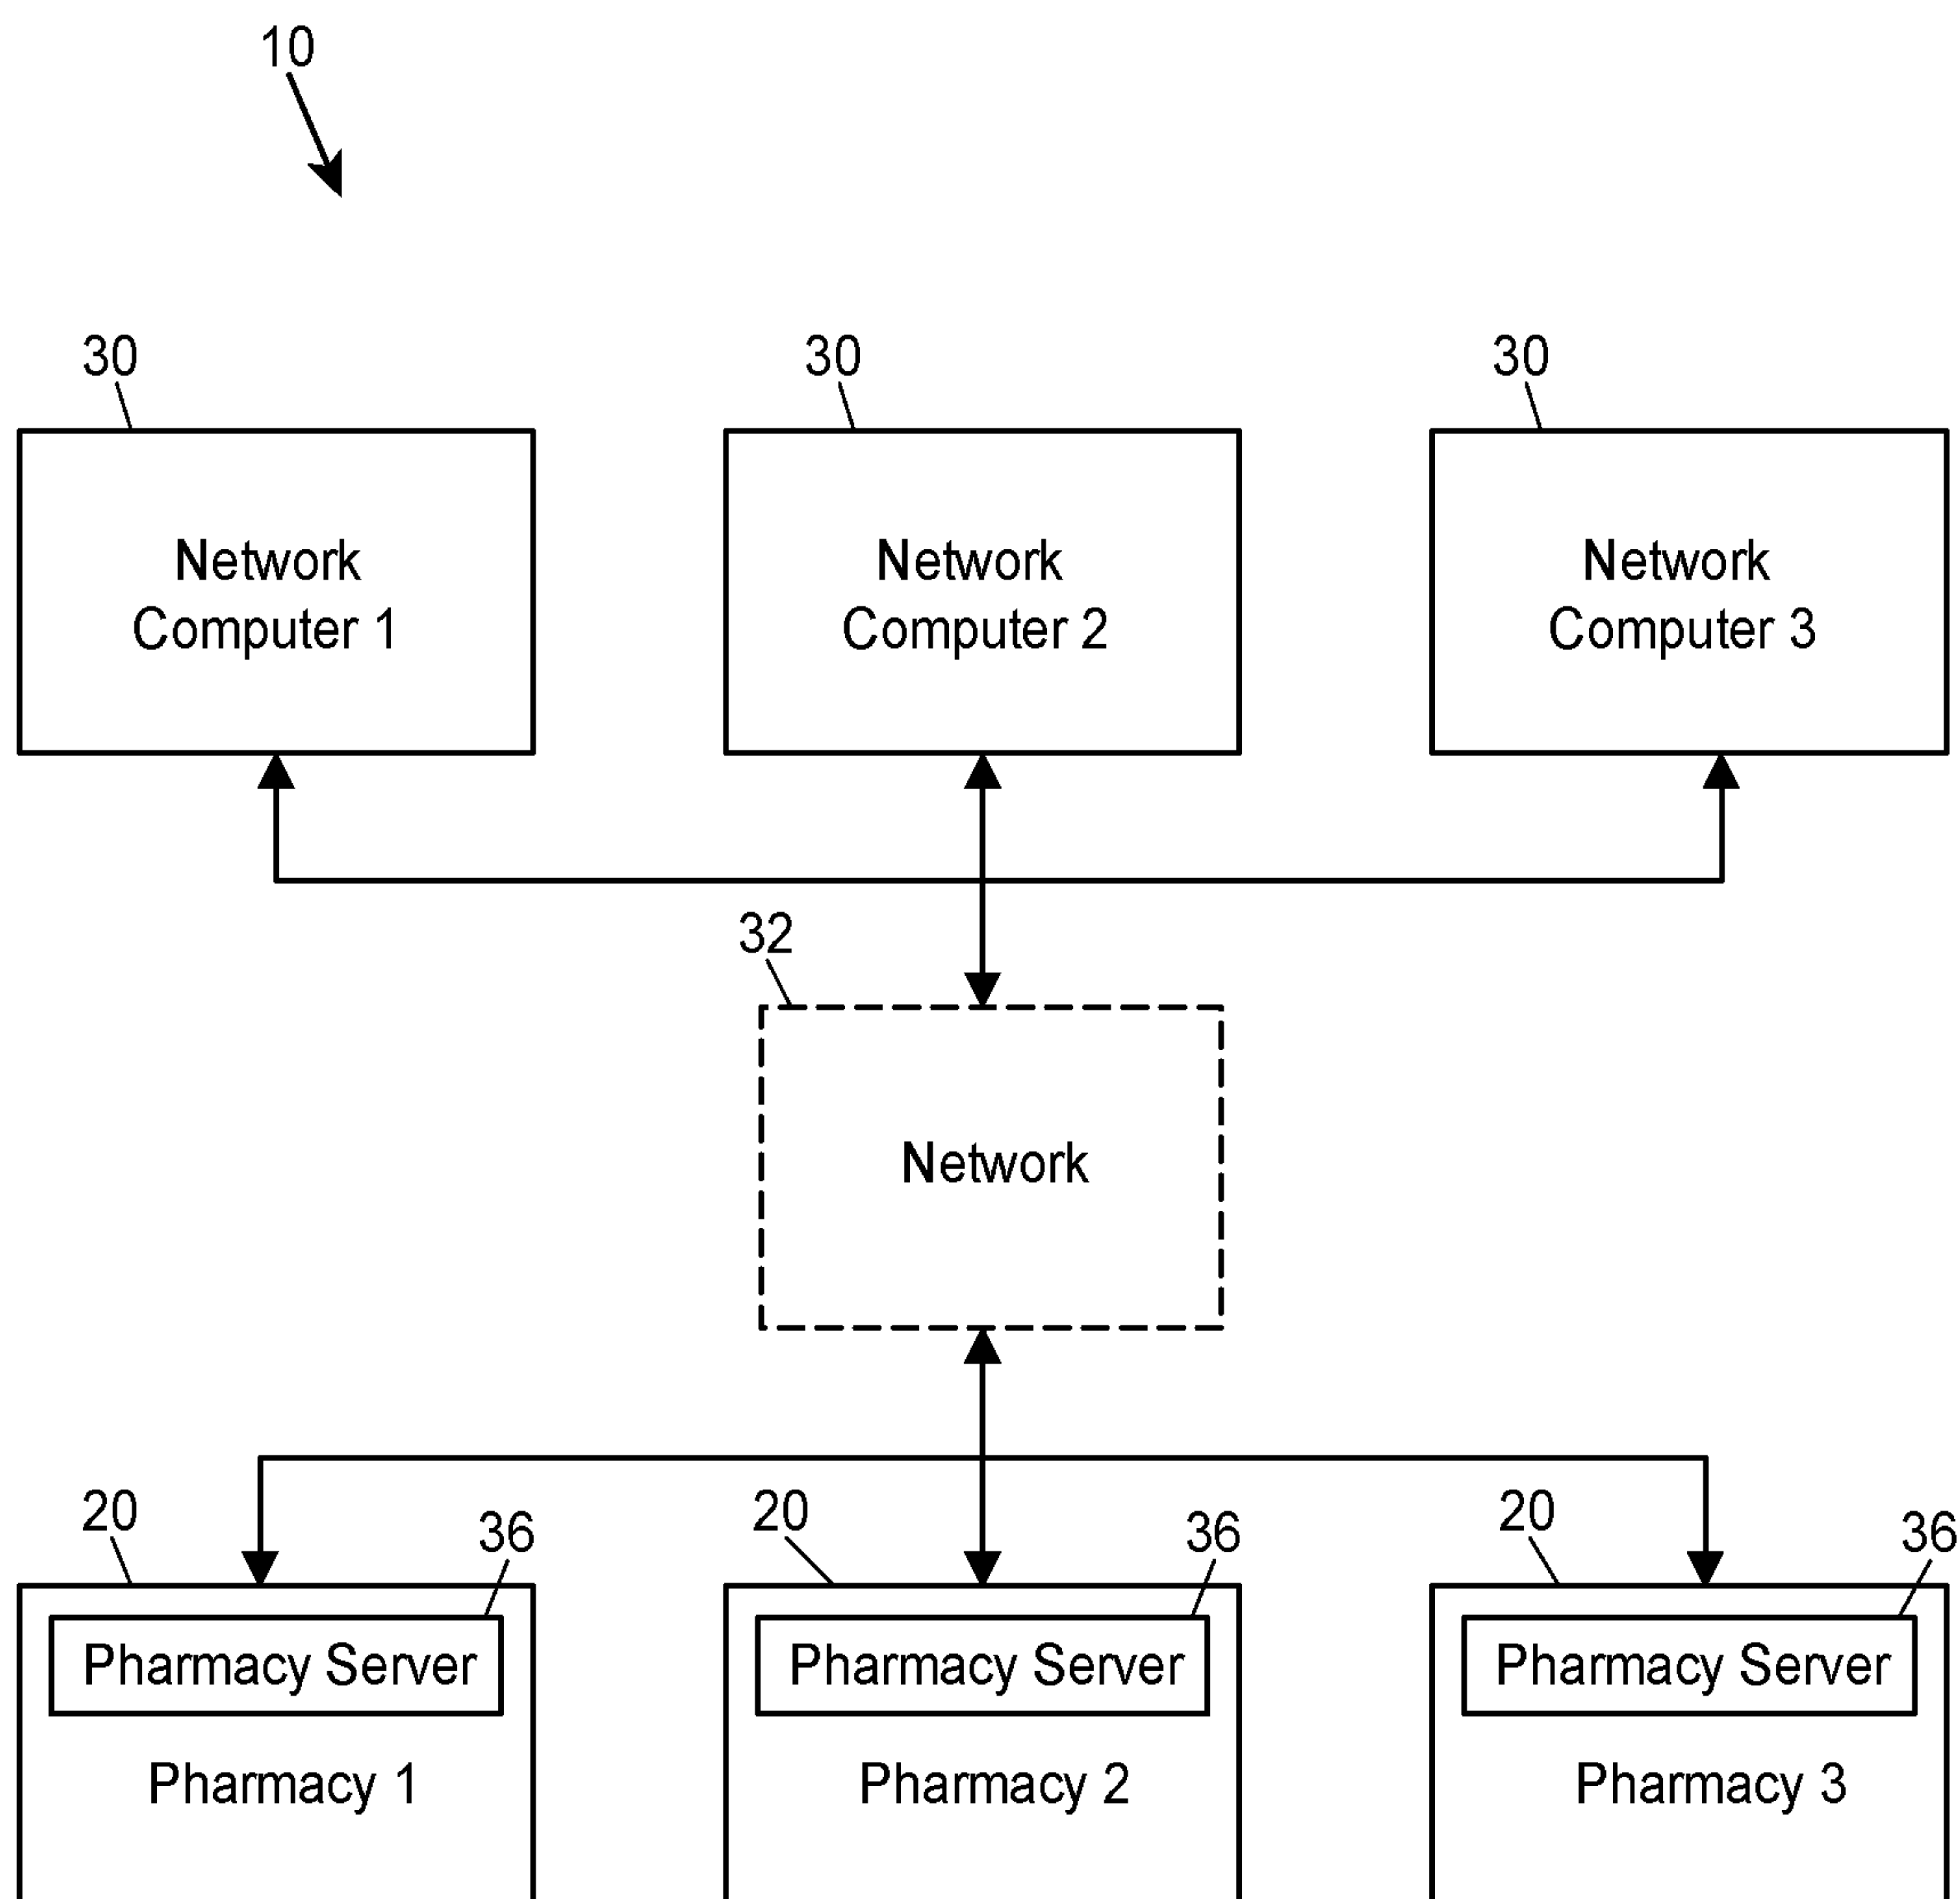 10
30
30
30
Network
Computer 1
Network
Computer 2
Network
Computer 3
32
Network
20
36
20
36
20
36
Pharmacy Server
Pharmacy 1
Pharmacy Server
Pharmacy 2
Pharmacy Server
Pharmacy 3